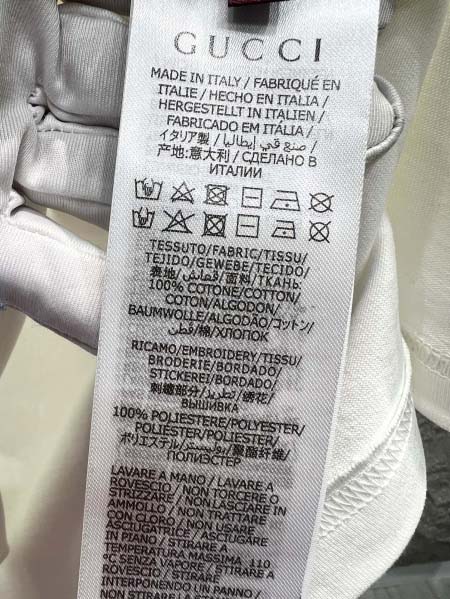 GUCCI
MADE IN ITALY / FABRIQUÉ EN
ITALIE / HECHO EN ITALIA /
HERGESTELLT IN ITALIEN /
FABRICADO EM ITÁLIA /
イタリア製 / صنع في إيطاليا /
产地:意大利 / СДЕЛАНО В
ИТАЛИИ
TESSUTO/FABRIC/TISSU/
TEJIDO/GEWEBE/TECIDO/
表地/قماش/面料/ТКАНЬ:
100% COTONE/COTTON/
COTON/ALGODON/
BAUMWOLLE/ALGODÃO/コットン/
قطن/棉/ХЛОПОК
RICAMO/EMBROIDERY/TISSU/
BRODERIE/BORDADO/
STICKEREI/BORDADO/
刺繍部分/تطريز/绣花/
ВЫШИВКА
100% POLIESTERE/POLYESTER/
POLIESTER/POLIESTER/
ポリエステル/بوليستر/聚酯纤维/
ПОЛИЭСТЕР
LAVARE A MANO / LAVARE A
ROVESCIO / NON TORCERE O
STRIZZARE / NON LASCIARE IN
AMMOLLO / NON TRATTARE
CON CLORO / NON USARE
ASCIUGATRICE / ASCIUGARE
IN PIANO / STIRARE A
TEMPERATURA MASSIMA 110
°C SENZA VAPORE / STIRARE A
ROVESCIO / STIRARE
INTERPONENDO UN PANNO /